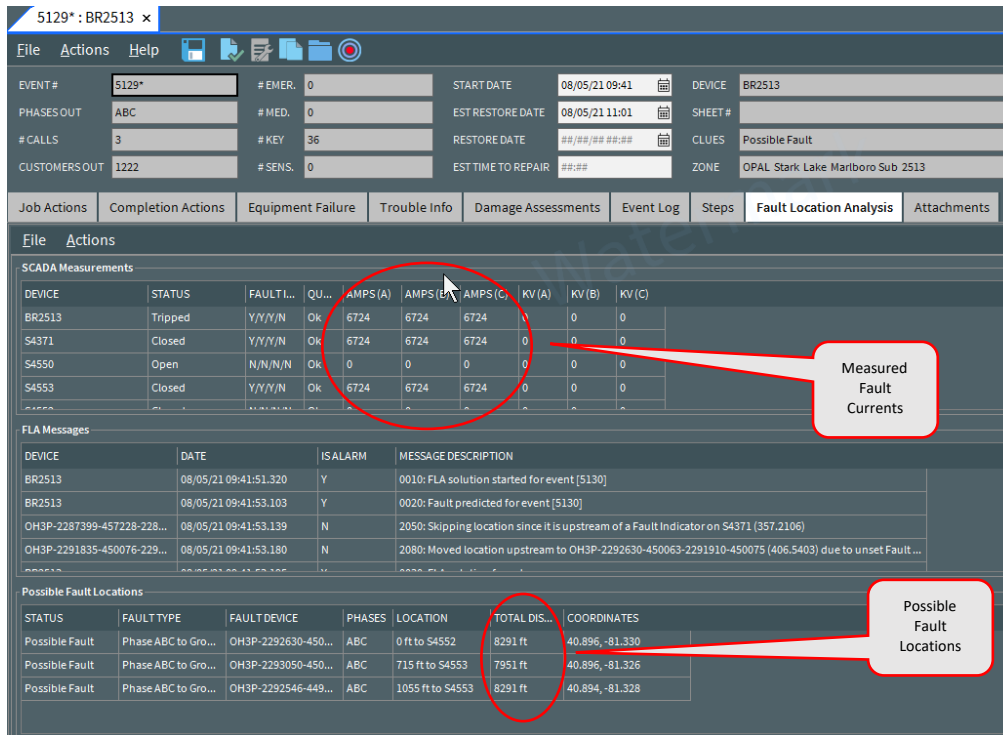 5129* : BR2513 ×
File Actions Help
EVENT # 5129* # EMER. 0 START DATE 08/05/21 09:41 DEVICE BR2513
PHASES OUT ABC # MED. 0 EST RESTORE DATE 08/05/21 11:01 SHEET #
# CALLS 3 # KEY 36 RESTORE DATE ##/##/## ##:## CLUES Possible Fault
CUSTOMERS OUT 1222 # SENS. 0 EST TIME TO REPAIR ##:## ZONE OPAL Stark Lake Marlboro Sub 2513
Job Actions Completion Actions Equipment Failure Trouble Info Damage Assessments Event Log Steps Fault Location Analysis Attachments
File Actions
SCADA Measurements
DEVICE STATUS FAULT I... QU... AMPS (A) AMPS (B) AMPS (C) KV (A) KV (B) KV (C)
BR2513 Tripped Y/Y/Y/N Ok 6724 6724 6724 0 0 0
S4371 Closed Y/Y/Y/N Ok 6724 6724 6724 0 0 0
S4550 Open N/N/N/N Ok 0 0 0 0 0 0
S4553 Closed Y/Y/Y/N Ok 6724 6724 6724 0 0 0
Measured
Fault
Currents
FLA Messages
DEVICE DATE IS ALARM MESSAGE DESCRIPTION
BR2513 08/05/21 09:41:51.320 Y 0010: FLA solution started for event [5130]
BR2513 08/05/21 09:41:53.103 Y 0020: Fault predicted for event [5130]
OH3P-2287399-457228-228... 08/05/21 09:41:53.139 N 2050: Skipping location since it is upstream of a Fault Indicator on S4371 (357.2106)
OH3P-2291835-450076-229... 08/05/21 09:41:53.180 N 2080: Moved location upstream to OH3P-2292630-450063-2291910-450075 (406.5403) due to unset Fault ...
Possible Fault Locations
STATUS FAULT TYPE FAULT DEVICE PHASES LOCATION TOTAL DIS... COORDINATES
Possible Fault Phase ABC to Gro... OH3P-2292630-450... ABC 0 ft to S4552 8291 ft 40.896, -81.330
Possible Fault Phase ABC to Gro... OH3P-2293050-450... ABC 715 ft to S4553 7951 ft 40.896, -81.326
Possible Fault Phase ABC to Gro... OH3P-2292546-449... ABC 1055 ft to S4553 8291 ft 40.894, -81.328
Possible
Fault
Locations
Watermark